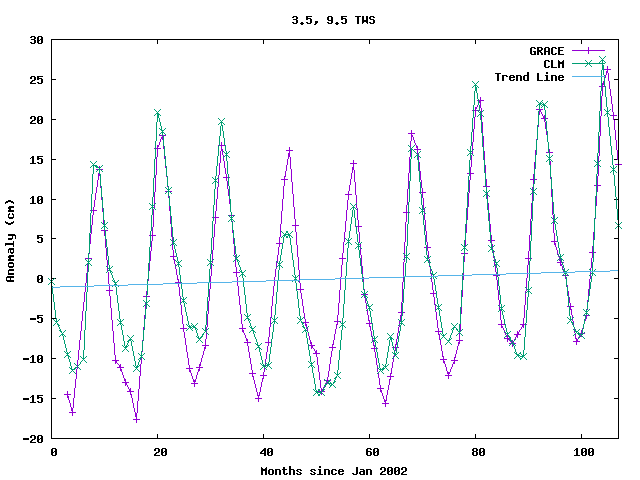 3.5, 9.5 TWS
30
25
20
15
10
5
0
-5
-10
-15
-20
GRACE
CLM
Trend Line
Anomaly (cm)
0 20 40 60 80 100
Months since Jan 2002